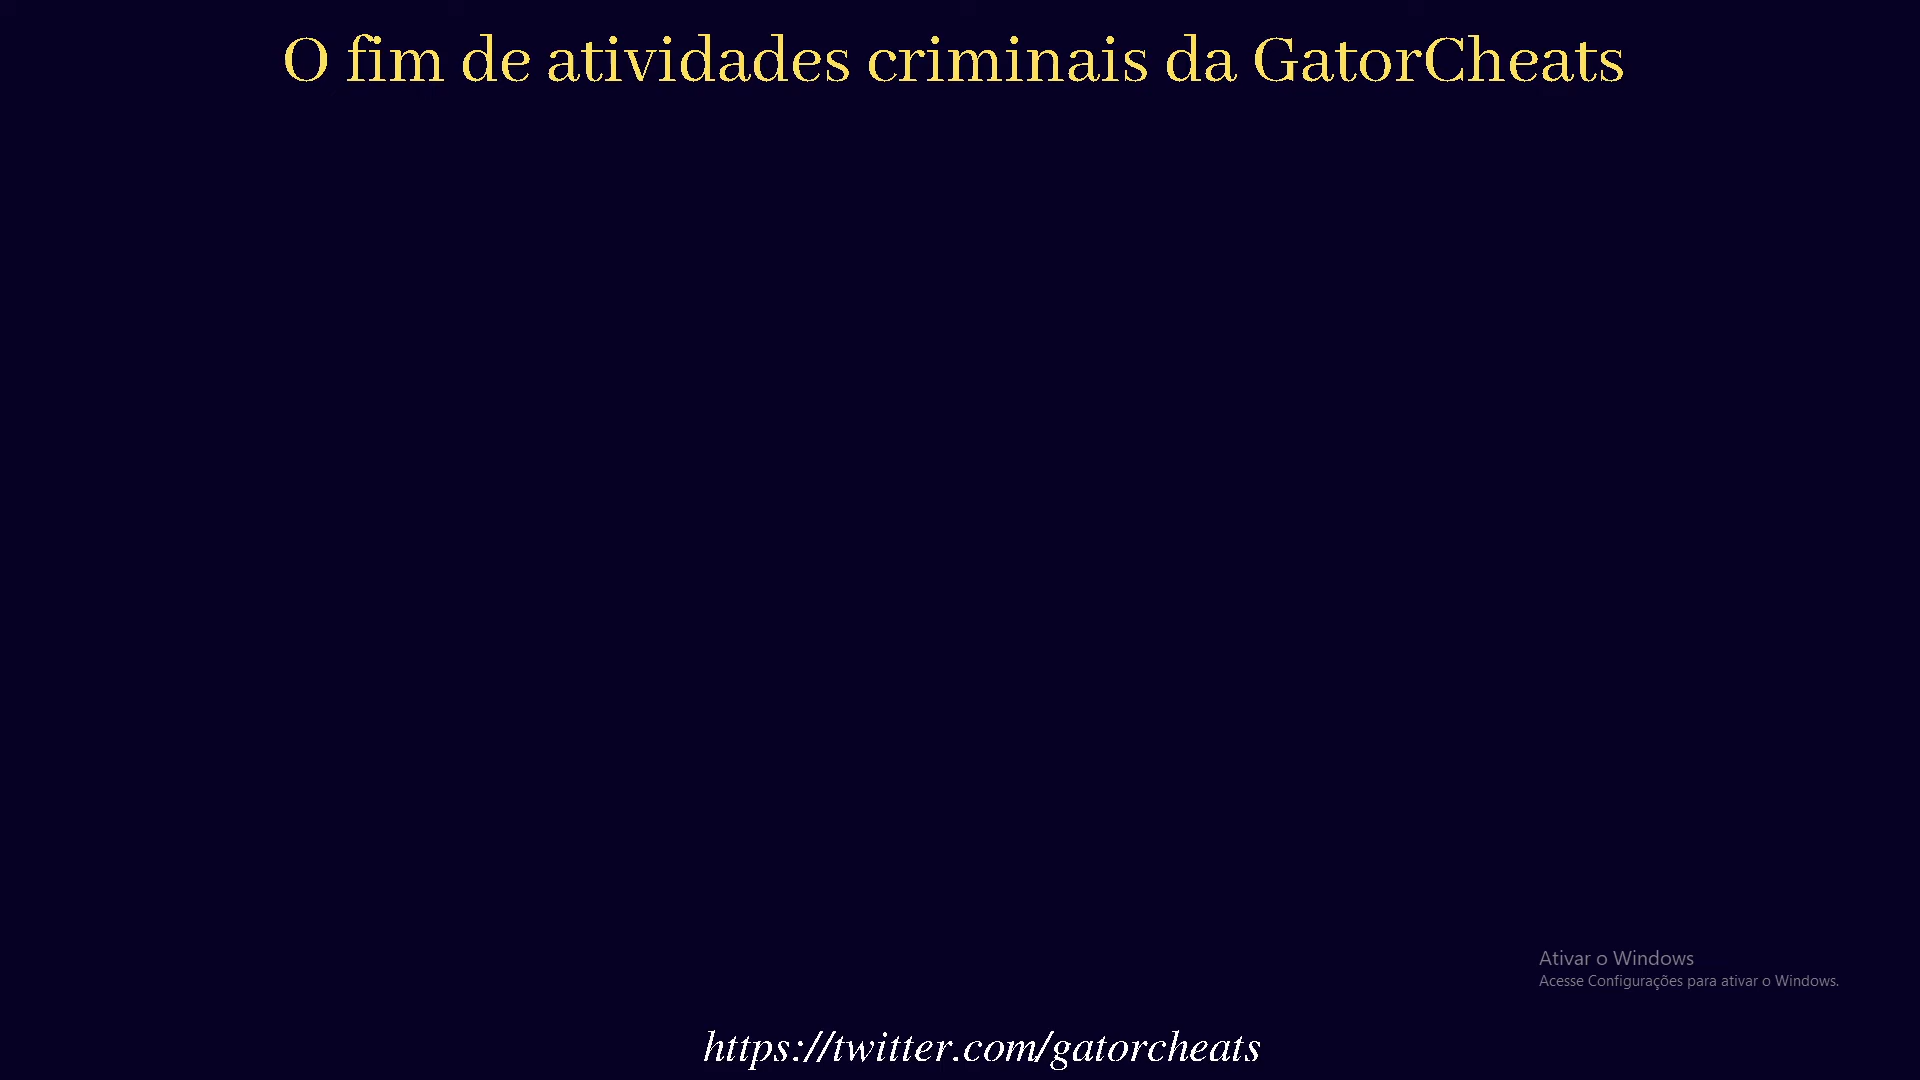 O fim de atividades criminais da GatorCheats
Ativar o Windows
Acesse Configurações para ativar o Windows.
https://twitter.com/gatorcheats